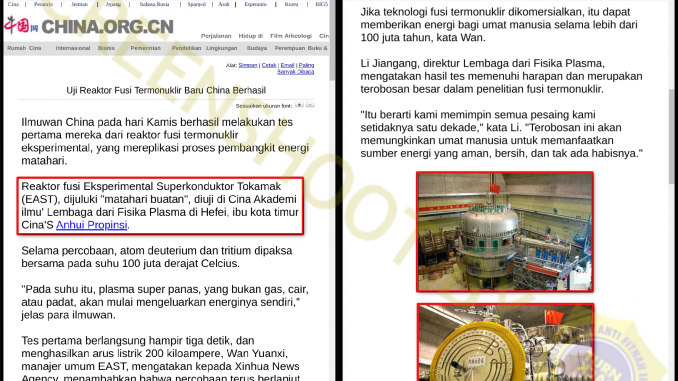 Cina | Perancis | Jerman | Jepang | Bahasa Rusia | Spanyol | Arab | Esperanto | Korea | BIG5
中国网 CHINA.ORG.CN
Perjalanan Hidup di Film Arkeologi Cin
Rumah Cina Internasional Bisnis Pemerintah Pendidikan Lingkungan Budaya Perempuan Buku &
Alat: Simpan | Cetak | Email | Paling
Banyak Dibaca
Uji Reaktor Fusi Termonuklir Baru China Berhasil
Sesuaikan ukuran font:
Ilmuwan China pada hari Kamis berhasil melakukan tes
pertama mereka dari reaktor fusi termonuklir
eksperimental, yang mereplikasi proses pembangkit energi
matahari.
Reaktor fusi Eksperimental Superkonduktor Tokamak
(EAST), dijuluki "matahari buatan", diuji di Cina Akademi
ilmu' Lembaga dari Fisika Plasma di Hefei, ibu kota timur
Cina'S Anhui Propinsi.
Selama percobaan, atom deuterium dan tritium dipaksa
bersama pada suhu 100 juta derajat Celcius.
"Pada suhu itu, plasma super panas, yang bukan gas, cair,
atau padat, akan mulai mengeluarkan energinya sendiri,"
jelas para ilmuwan.
Tes pertama berlangsung hampir tiga detik, dan
menghasilkan arus listrik 200 kiloampere, Wan Yuanxi,
manajer umum EAST, mengatakan kepada Xinhua News
Agency, menambahkan bahwa percobaan terus berlanjut
Jika teknologi fusi termonuklir dikomersialkan, itu dapat
memberikan energi bagi umat manusia selama lebih dari
100 juta tahun, kata Wan.
Li Jiangang, direktur Lembaga dari Fisika Plasma,
mengatakan hasil tes memenuhi harapan dan merupakan
terobosan besar dalam penelitian fusi termonuklir.
"Itu berarti kami memimpin semua pesaing kami
setidaknya satu dekade," kata Li. "Terobosan ini akan
memungkinkan umat manusia untuk memanfaatkan
sumber energi yang aman, bersih, dan tak ada habisnya."
SCREENSHOOT BY